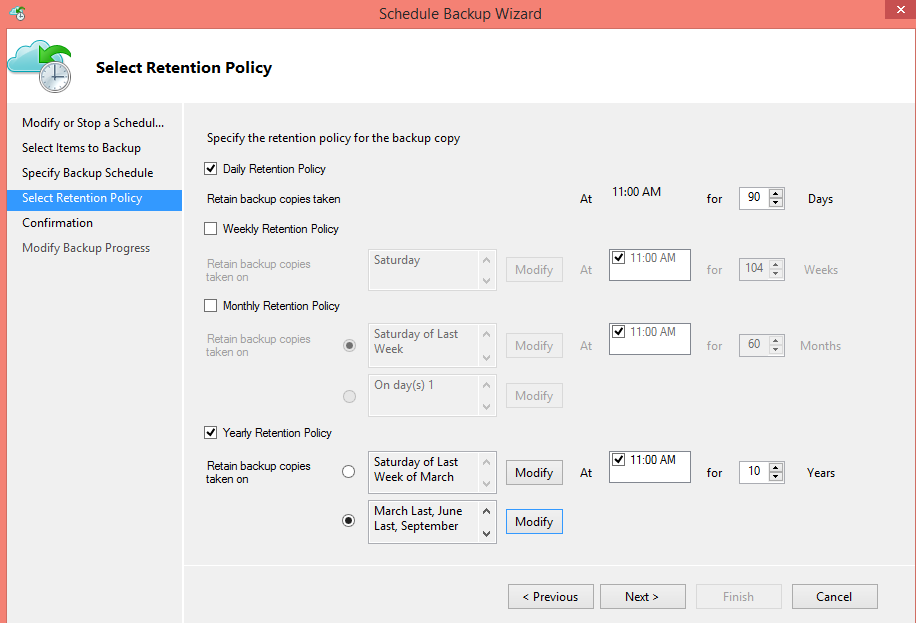 Schedule Backup Wizard
Select Retention Policy
Modify or Stop a Schedul...
Select Items to Backup
Specify Backup Schedule
Select Retention Policy
Confirmation
Modify Backup Progress
Specify the retention policy for the backup copy
Daily Retention Policy
Retain backup copies taken At 11:00 AM for 90 Days
Weekly Retention Policy
Retain backup copies
taken on
Saturday
Modify At 11:00 AM for 104 Weeks
Monthly Retention Policy
Retain backup copies
taken on
Saturday of Last
Week
Modify At 11:00 AM for 60 Months
On day(s) 1
Modify
Yearly Retention Policy
Retain backup copies
taken on
Saturday of Last
Week of March
Modify At 11:00 AM for 10 Years
March Last, June
Last, September
Modify
< Previous Next > Finish Cancel